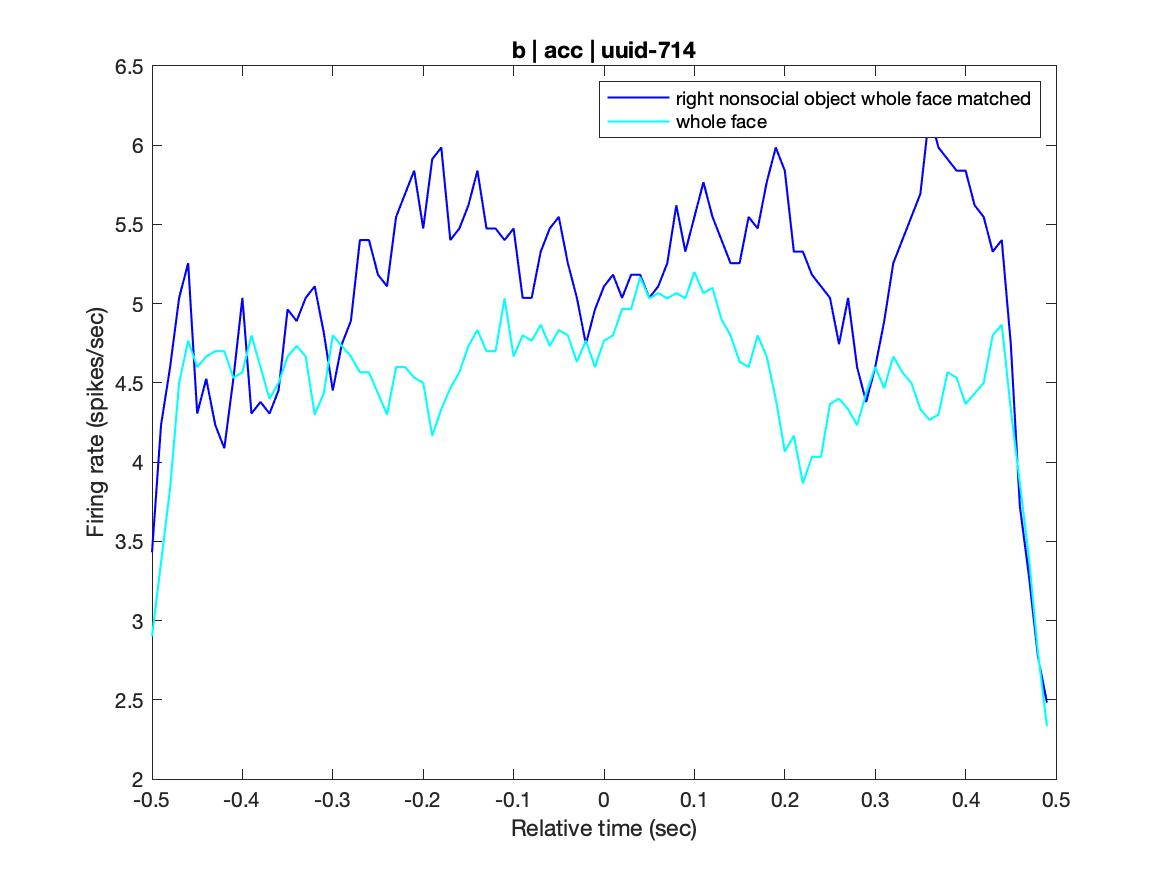 b | acc | uuid-714
right nonsocial object whole face matched
whole face
6.5
6
5.5
5
4.5
4
3.5
3
2.5
2
Firing rate (spikes/sec)
-0.5 -0.4 -0.3 -0.2 -0.1 0 0.1 0.2 0.3 0.4 0.5
Relative time (sec)